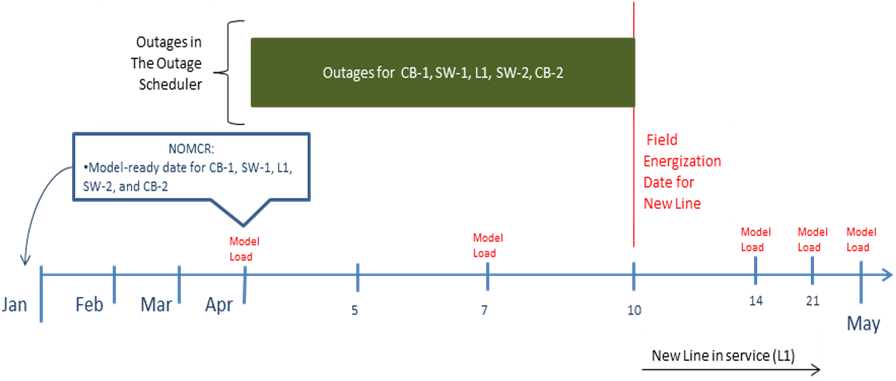 Outages in
The Outage
Scheduler
Outages for CB-1, SW-1, L1, SW-2, CB-2
NOMCR:
•Model-ready date for CB-1, SW-1, L1,
SW-2, and CB-2
Field
Energization
Date for
New Line
Model
Load
Model
Load
Model
Load
Model
Load
Model
Load
Jan
Feb
Mar
Apr
5
7
10
14
21
May
New Line in service (L1)